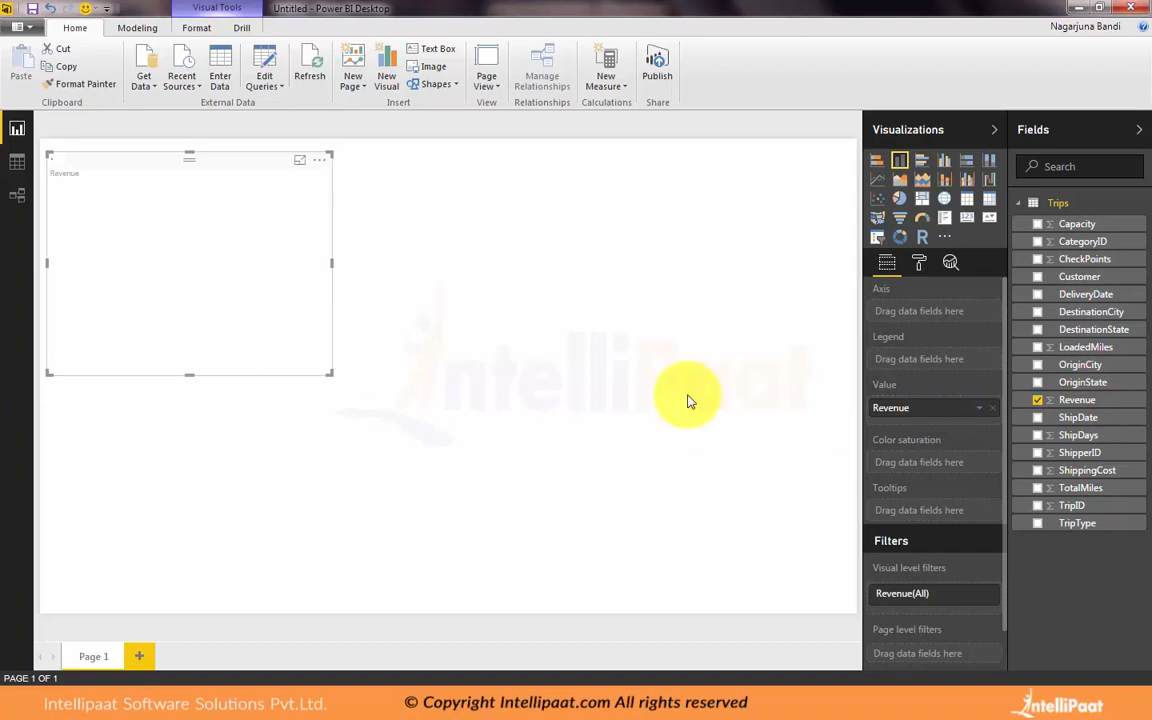 Visual Tools
Untitled - Power BI Desktop
Home
Modeling
Format
Drill
Nagarjuna Bandi
Paste
Cut
Copy
Format Painter
Clipboard
Get Data
Recent Sources
Enter Data
Edit Queries
Refresh
External Data
New Page
New Visual
Text Box
Image
Shapes
Insert
Page View
View
Manage Relationships
Relationships
New Measure
Calculations
Publish
Share
Revenue
IntelliPaat
Visualizations
Axis
Drag data fields here
Legend
Drag data fields here
Value
Revenue
Color saturation
Drag data fields here
Tooltips
Drag data fields here
Filters
Visual level filters
Revenue(All)
Page level filters
Drag data fields here
Fields
Search
Trips
Capacity
CategoryID
CheckPoints
Customer
DeliveryDate
DestinationCity
DestinationState
LoadedMiles
OriginCity
OriginState
Revenue
ShipDate
ShipDays
ShipperID
ShippingCost
TotalMiles
TripID
TripType
Page 1
PAGE 1 OF 1
Intellipaat Software Solutions Pvt.Ltd.
© Copyright Intellipaat.com All rights reserved
IntelliPaat